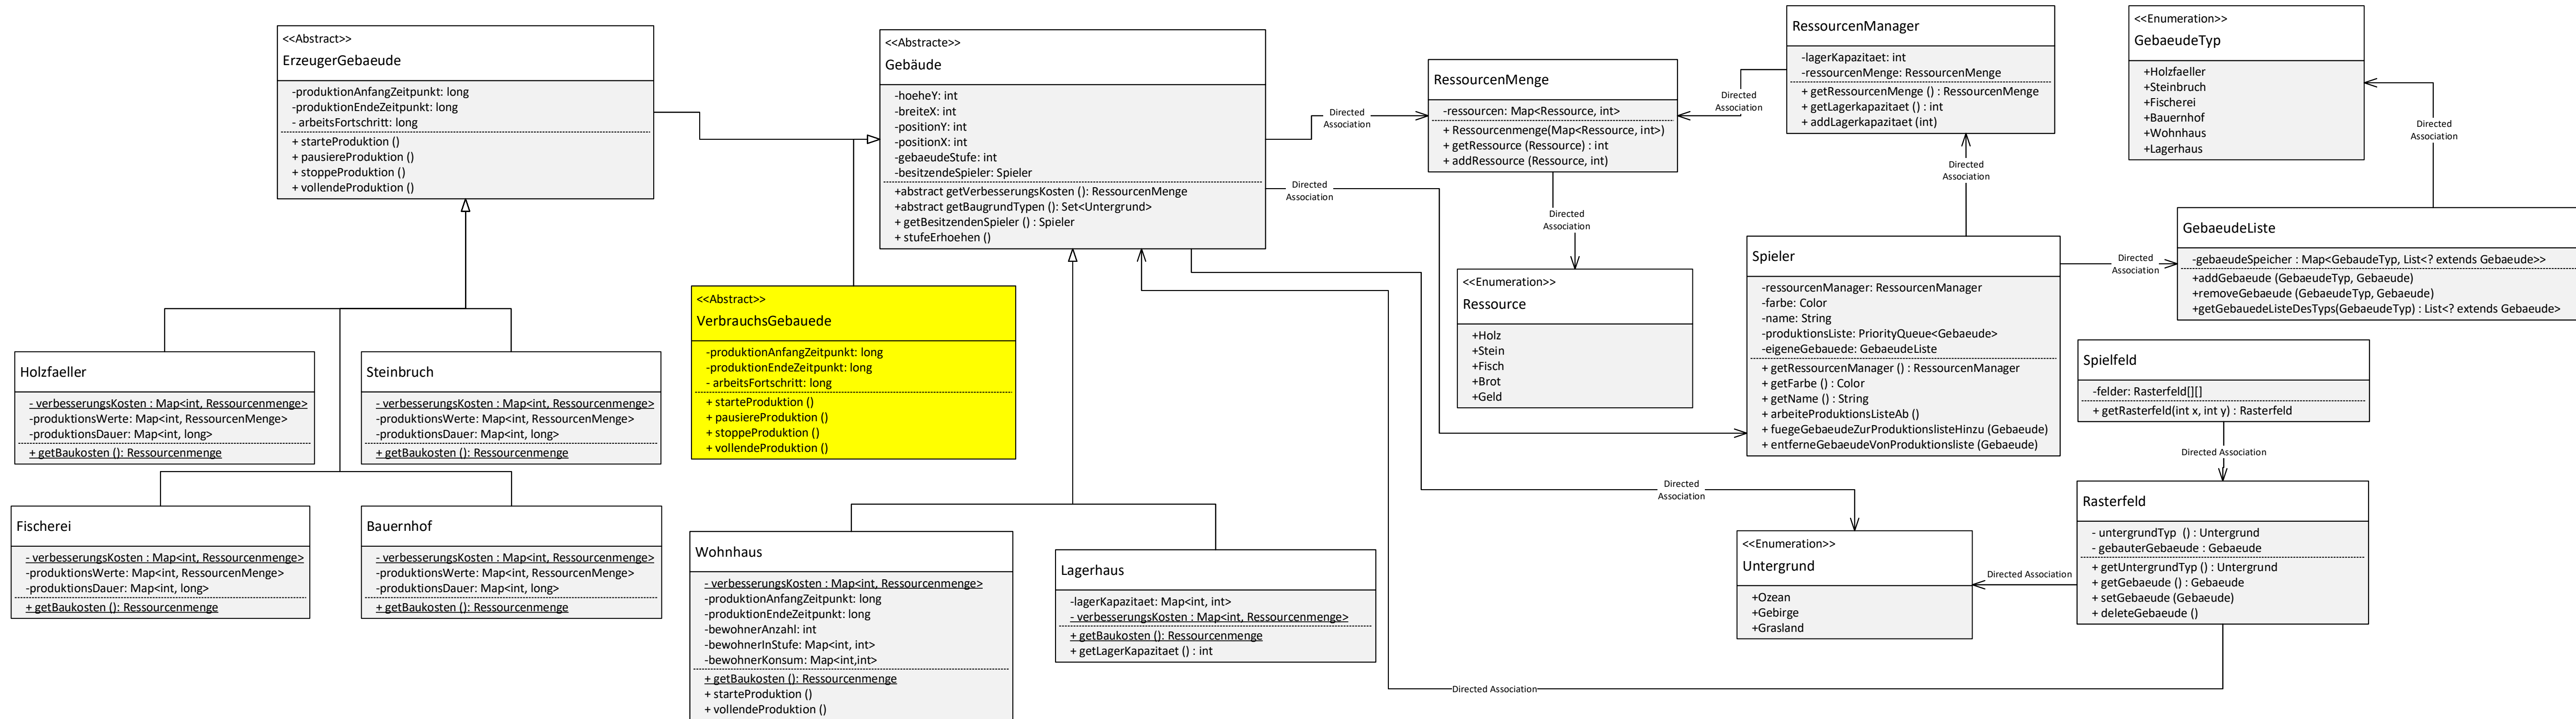 <<Abstract>>
ErzeugerGebaeude
-produktionAnfangZeitpunkt: long
-produktionEndeZeitpunkt: long
- arbeitsFortschritt: long
+ starteProduktion ()
+ pausiereProduktion ()
+ stoppeProduktion ()
+ vollendeProduktion ()
<<Abstracte>>
Gebäude
-hoeheY: int
-breiteX: int
-positionY: int
-positionX: int
-gebaeudeStufe: int
-besitzendeSpieler: Spieler
+abstract getVerbesserungsKosten (): RessourcenMenge
+abstract getBaugrundTypen (): Set<Untergrund>
+ getBesitzendenSpieler () : Spieler
+ stufeErhoehen ()
Directed
Association
Directed
Association
RessourcenMenge
-ressourcen: Map<Ressource, int>
+ Ressourcenmenge(Map<Ressource, int>)
+ getRessource (Ressource) : int
+ addRessource (Ressource, int)
Directed
Association
RessourcenManager
-lagerKapazitaet: int
-ressourcenMenge: RessourcenMenge
+ getRessourcenMenge () : RessourcenMenge
+ getLagerkapazitaet () : int
+ addLagerkapazitaet (int)
Directed
Association
<<Enumeration>>
GebaeudeTyp
+Holzfaeller
+Steinbruch
+Fischerei
+Bauernhof
+Wohnhaus
+Lagerhaus
Directed
Association
GebaeudeListe
-gebaeudeSpeicher : Map<GebaudeTyp, List<? extends Gebaeude>>
+addGebaeude (GebaeudeTyp, Gebaeude)
+removeGebaeude (GebaeudeTyp, Gebaeude)
+getGebaeudeListeDesTyps(GebaeudeTyp) : List<? extends Gebaeude>
Directed
Association
<<Enumeration>>
Ressource
+Holz
+Stein
+Fisch
+Brot
+Geld
Spieler
-ressourcenManager: RessourcenManager
-farbe: Color
-name: String
-produktionsListe: PriorityQueue<Gebaeude>
-eigeneGebaeude: GebaeudeListe
+ getRessourcenManager () : RessourcenManager
+ getFarbe () : Color
+ getName () : String
+ arbeiteProduktionsListeAb ()
+ fuegeGebaeudeZurProduktionslisteHinzu (Gebaeude)
+ entferneGebaeudeVonProduktionsliste (Gebaeude)
Directed
Association
Spielfeld
-felder: Rasterfeld[][]
+ getRasterfeld(int x, int y) : Rasterfeld
Directed Association
<<Abstract>>
VerbrauchsGebaeude
-produktionAnfangZeitpunkt: long
-produktionEndeZeitpunkt: long
- arbeitsFortschritt: long
+ starteProduktion ()
+ pausiereProduktion ()
+ stoppeProduktion ()
+ vollendeProduktion ()
Holzfaeller
- verbesserungsKosten : Map<int, Ressourcenmenge>
-produktionsWerte: Map<int, RessourcenMenge>
-produktionsDauer: Map<int, long>
+ getBaukosten (): Ressourcenmenge
Steinbruch
- verbesserungsKosten : Map<int, Ressourcenmenge>
-produktionsWerte: Map<int, RessourcenMenge>
-produktionsDauer: Map<int, long>
+ getBaukosten (): Ressourcenmenge
Fischerei
- verbesserungsKosten : Map<int, Ressourcenmenge>
-produktionsWerte: Map<int, RessourcenMenge>
-produktionsDauer: Map<int, long>
+ getBaukosten (): Ressourcenmenge
Bauernhof
- verbesserungsKosten : Map<int, Ressourcenmenge>
-produktionsWerte: Map<int, RessourcenMenge>
-produktionsDauer: Map<int, long>
+ getBaukosten (): Ressourcenmenge
Wohnhaus
- verbesserungsKosten : Map<int, Ressourcenmenge>
-produktionAnfangZeitpunkt: long
-produktionEndeZeitpunkt: long
-bewohnerAnzahl: int
-bewohnerInStufe: Map<int, int>
-bewohnerKonsum: Map<int,int>
+ getBaukosten (): Ressourcenmenge
+ starteProduktion ()
+ vollendeProduktion ()
Lagerhaus
-lagerKapazitaet: Map<int, int>
- verbesserungsKosten : Map<int, Ressourcenmenge>
+ getBaukosten (): Ressourcenmenge
+ getLagerKapazitaet () : int
Directed
Association
<<Enumeration>>
Untergrund
+Ozean
+Gebirge
+Grasland
Directed Association
Rasterfeld
- untergrundTyp () : Untergrund
- gebauterGebaeude : Gebaeude
+ getUntergrundTyp () : Untergrund
+ getGebaeude () : Gebaeude
+ setGebaeude (Gebaeude)
+ deleteGebaeude ()
Directed Association